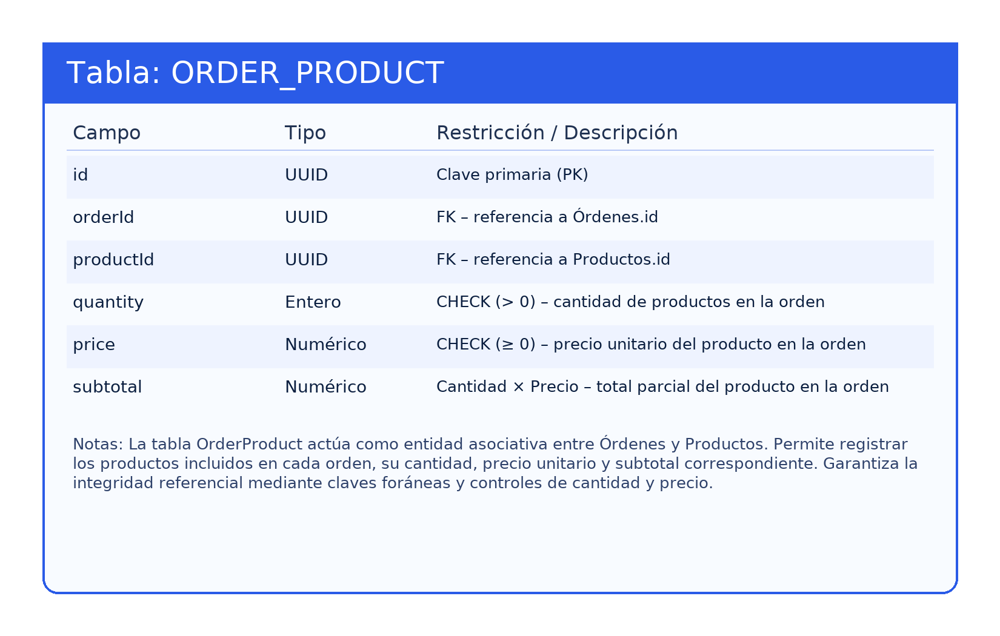 Tabla: ORDER_PRODUCT
Campo Tipo Restricción / Descripción
id UUID Clave primaria (PK)
orderId UUID FK – referencia a Órdenes.id
productId UUID FK – referencia a Productos.id
quantity Entero CHECK (> 0) – cantidad de productos en la orden
price Numérico CHECK (≥ 0) – precio unitario del producto en la orden
subtotal Numérico Cantidad × Precio – total parcial del producto en la orden
Notas: La tabla OrderProduct actúa como entidad asociativa entre Órdenes y Productos. Permite registrar
los productos incluidos en cada orden, su cantidad, precio unitario y subtotal correspondiente. Garantiza la
integridad referencial mediante claves foráneas y controles de cantidad y precio.